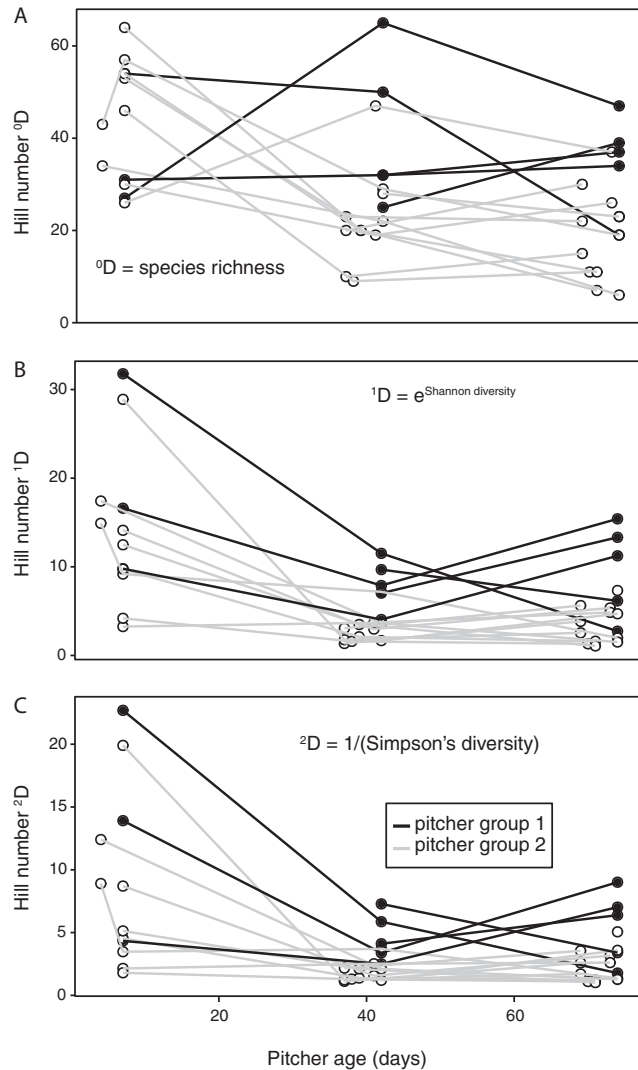 A
60
40
20
0
Hill number ⁰D
⁰D = species richness
B
30
20
10
0
Hill number ¹D
¹D = e^Shannon diversity
C
20
15
10
5
0
Hill number ²D
²D = 1/(Simpson's diversity)
pitcher group 1
pitcher group 2
20
60
Pitcher age (days)